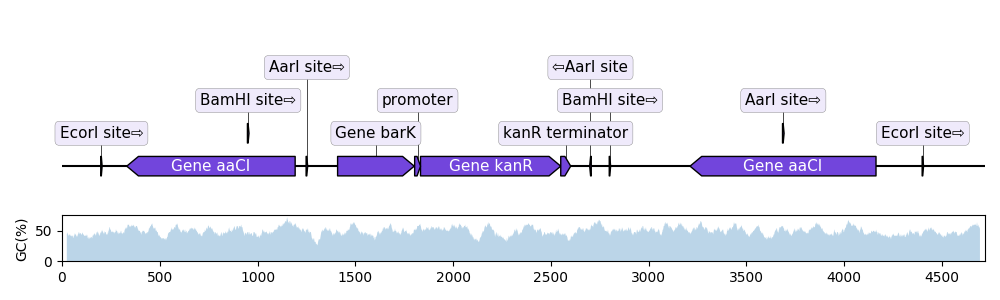 AarI site⇨
⇦AarI site
BamHI site⇨
promoter
BamHI site⇨
AarI site⇨
EcorI site⇨
Gene barK
kanR terminator
EcorI site⇨
Gene aaCI
Gene kanR
Gene aaCI
GC(%)
50
0
0
500
1000
1500
2000
2500
3000
3500
4000
4500